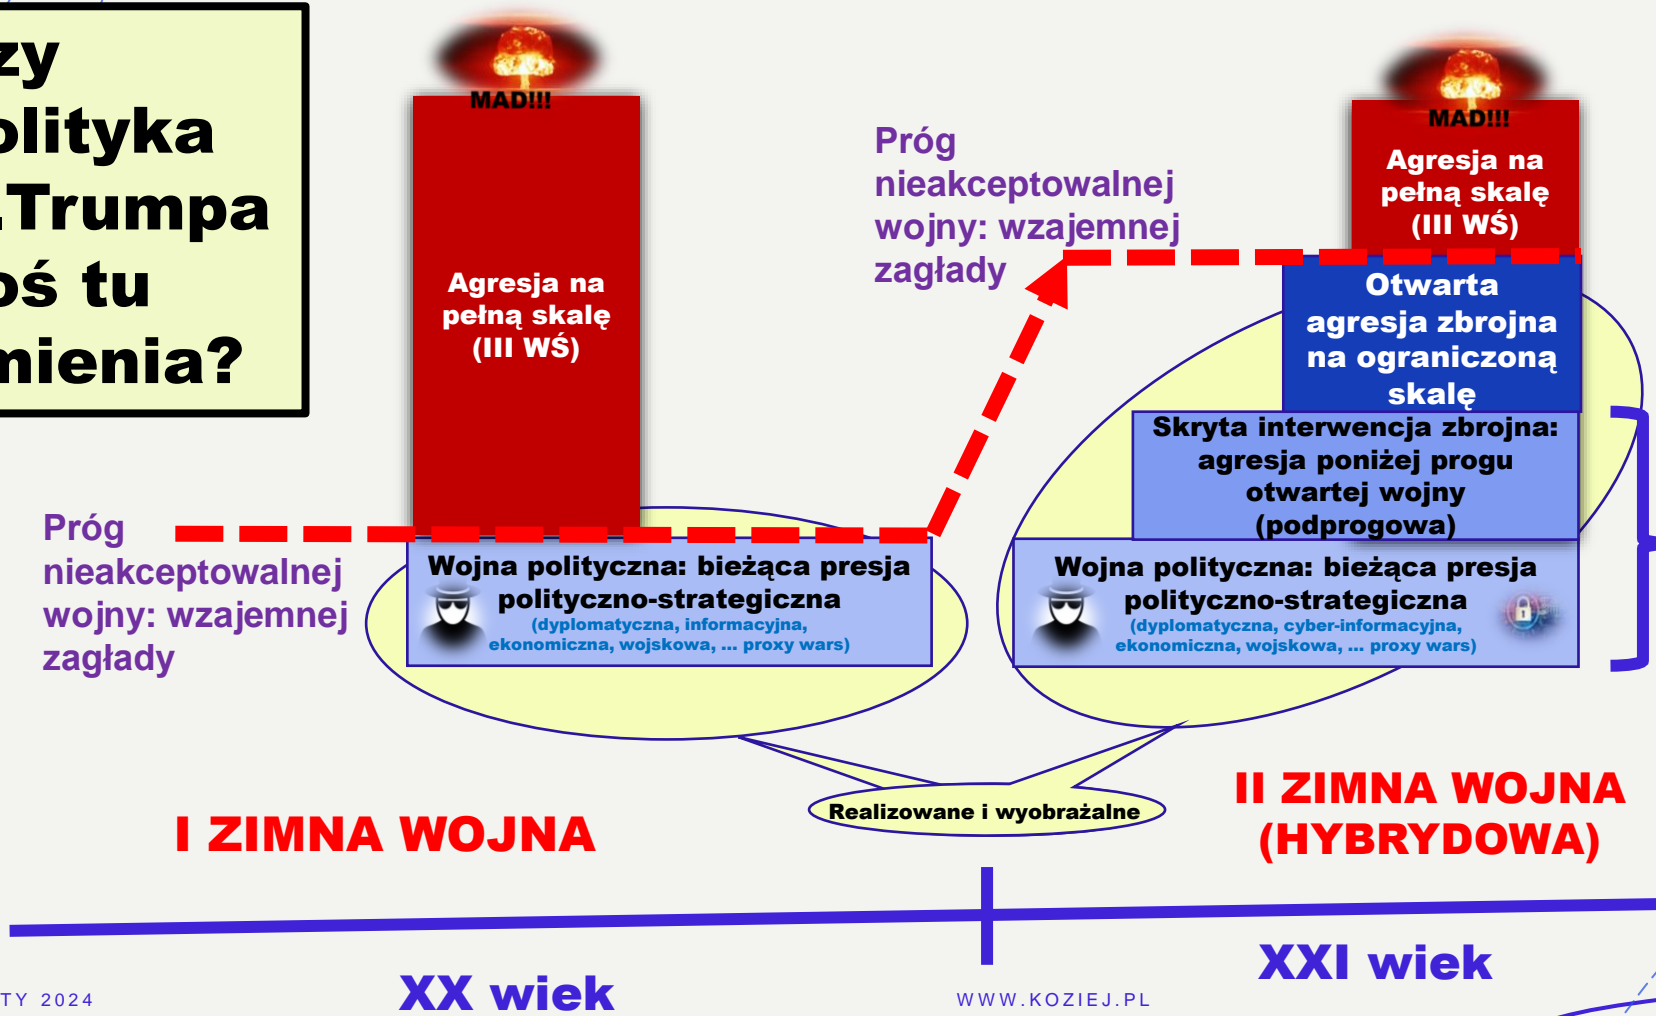 zy
olityka
.Trumpa
oś tu
mienia?
MAD!!!
Agresja na
pełną skalę
(III WŚ)
Próg
nieakceptowalnej
wojny: wzajemnej
zagłady
Wojna polityczna: bieżąca presja
polityczno-strategiczna
(dyplomatyczna, informacyjna,
ekonomiczna, wojskowa, ... proxy wars)
I ZIMNA WOJNA
Próg
nieakceptowalnej
wojny: wzajemnej
zagłady
MAD!!!
Agresja na
pełną skalę
(III WŚ)
Otwarta
agresja zbrojna
na ograniczoną
skalę
Skryta interwencja zbrojna:
agresja poniżej progu
otwartej wojny
(podprogowa)
Wojna polityczna: bieżąca presja
polityczno-strategiczna
(dyplomatyczna, cyber-informacyjna,
ekonomiczna, wojskowa, ... proxy wars)
Realizowane i wyobrażalne
II ZIMNA WOJNA
(HYBRYDOWA)
XX wiek
XXI wiek
TY 2024
WWW.KOZIEJ.PL